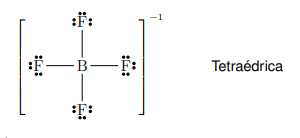 :F: −1
:F — B — F: Tetraédrica
:F: